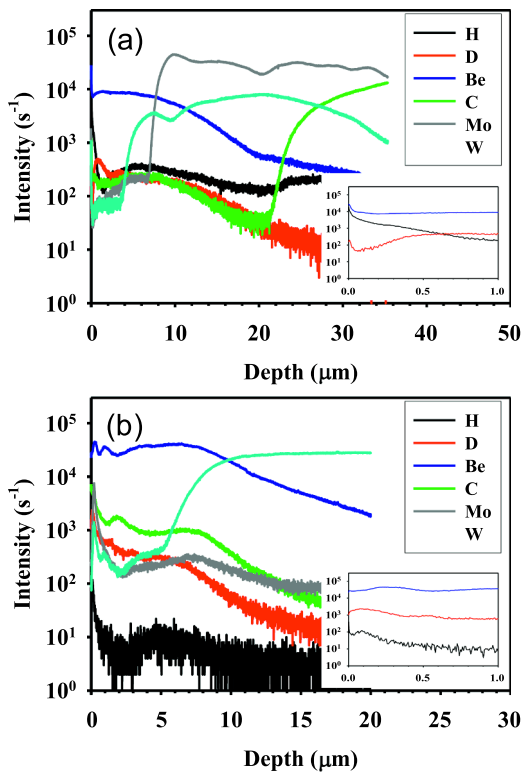 (a)
H
D
Be
C
Mo
W
10⁵
10⁴
10³
10²
10¹
10⁰
Intensity (s⁻¹)
10⁵
10⁴
10³
10²
10¹
10⁰
0.0 0.5 1.0
0 10 20 30 40 50
Depth (µm)
(b)
H
D
Be
C
Mo
W
10⁵
10⁴
10³
10²
10¹
10⁰
Intensity (s⁻¹)
10⁵
10⁴
10³
10²
10¹
10⁰
0.0 0.5 1.0
0 5 10 15 20 25 30
Depth (µm)